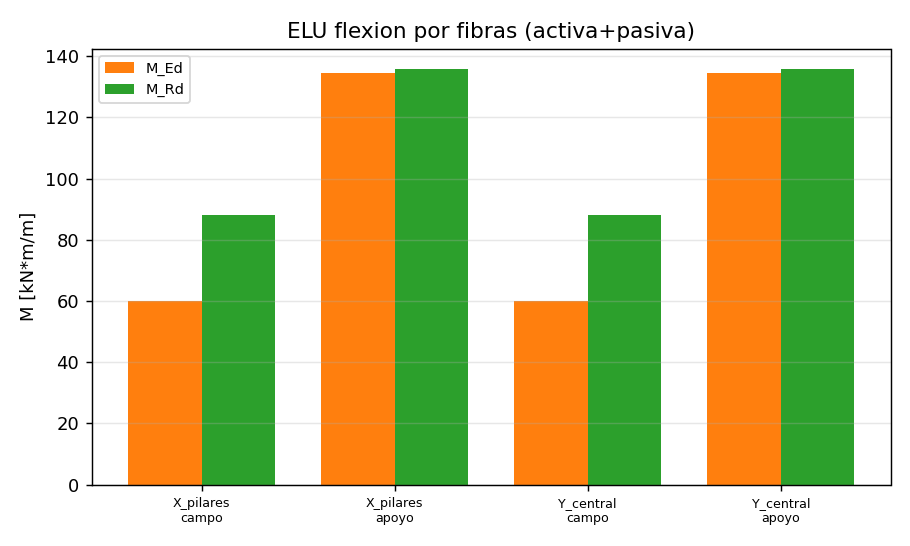 ELU flexion por fibras (activa+pasiva)
M_Ed
M_Rd
M [kN*m/m]
140
120
100
80
60
40
20
0
X_pilares
campo
X_pilares
apoyo
Y_central
campo
Y_central
apoyo